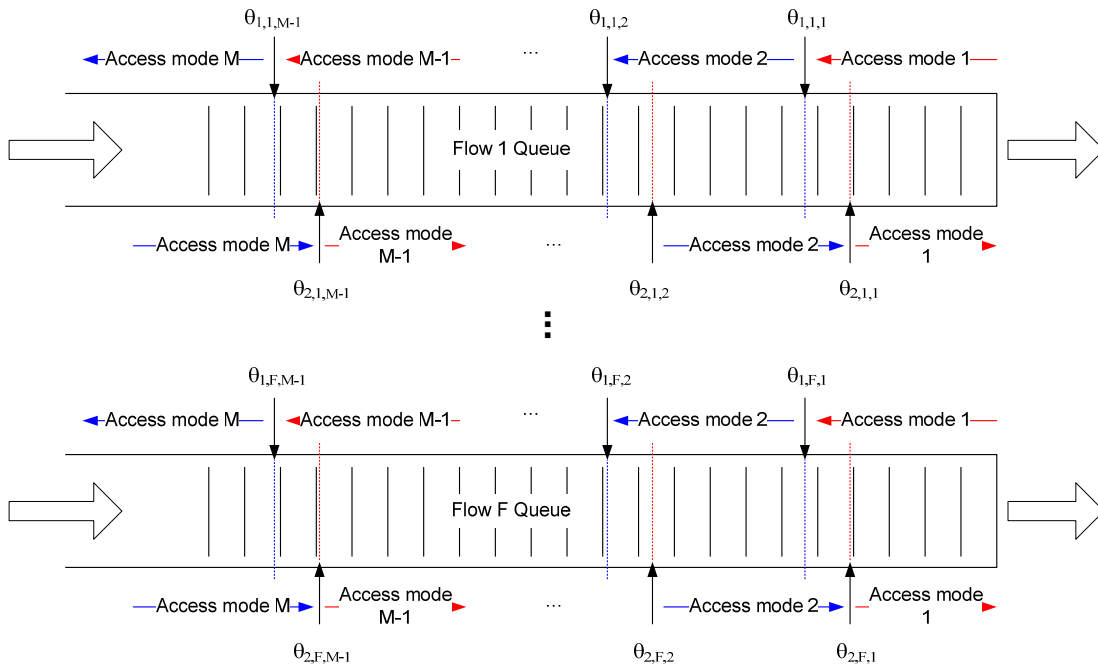 θ1,1,M-1 θ1,1,2 θ1,1,1
Access mode M Access mode M-1 ... Access mode 2 Access mode 1
Flow 1 Queue
Access mode M Access mode M-1 ... Access mode 2 Access mode 1
θ2,1,M-1 θ2,1,2 θ2,1,1
⋮
θ1,F,M-1 θ1,F,2 θ1,F,1
Access mode M Access mode M-1 ... Access mode 2 Access mode 1
Flow F Queue
Access mode M Access mode M-1 ... Access mode 2 Access mode 1
θ2,F,M-1 θ2,F,2 θ2,F,1